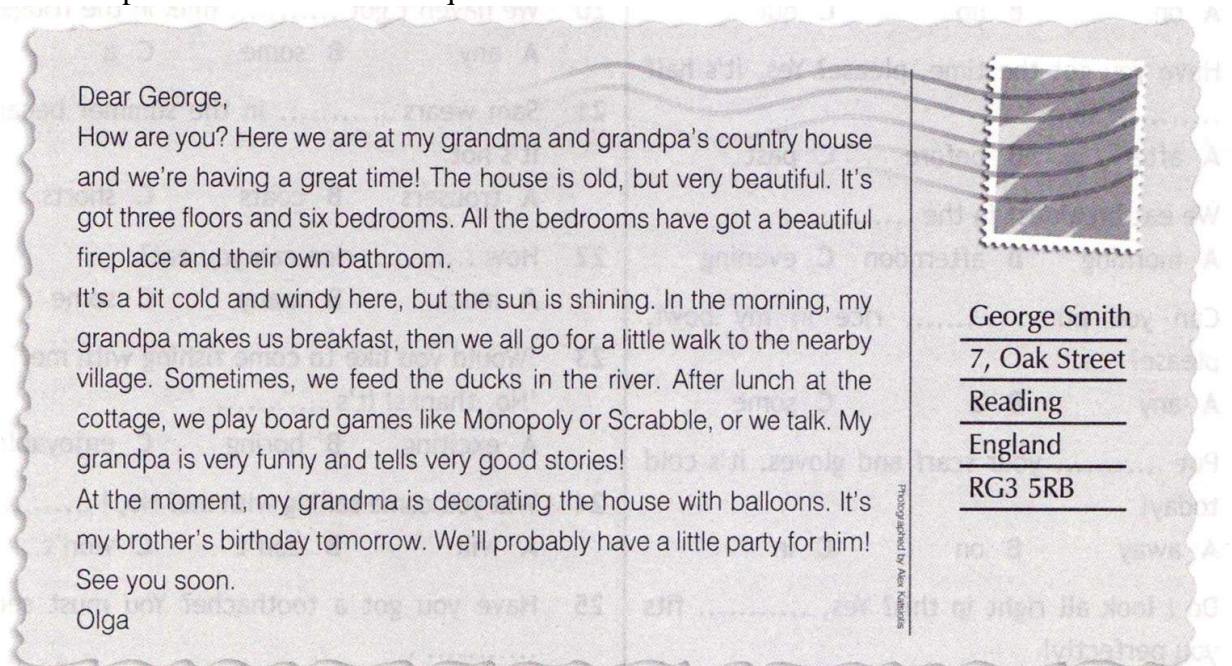 Dear George,
How are you? Here we are at my grandma and grandpa's country house
and we're having a great time! The house is old, but very beautiful. It's
got three floors and six bedrooms. All the bedrooms have got a beautiful
fireplace and their own bathroom.
It's a bit cold and windy here, but the sun is shining. In the morning, my
grandpa makes us breakfast, then we all go for a little walk to the nearby
village. Sometimes, we feed the ducks in the river. After lunch at the
cottage, we play board games like Monopoly or Scrabble, or we talk. My
grandpa is very funny and tells very good stories!
At the moment, my grandma is decorating the house with balloons. It's
my brother's birthday tomorrow. We'll probably have a little party for him!
See you soon.
Olga
Photographed by Alex
George Smith
7, Oak Street
Reading
England
RG3 5RB